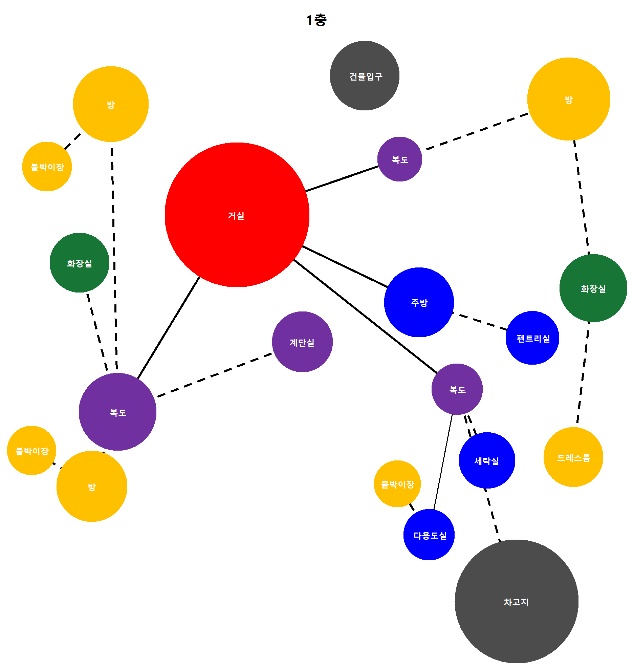 1층
건물입구
방
방
복도
붙박이장
거실
화장실
화장실
주방
팬트리실
계단실
복도
복도
붙박이장
방
세탁실
드레스룸
붙박이장
다용도실
차고지